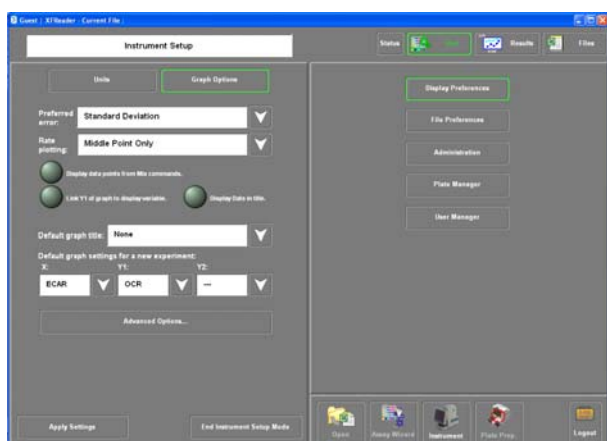 Guest | XFReader - Current File :
Instrument Setup
Status
Results
Files
Units
Graph Options
Preferred error:
Standard Deviation
Rate plotting:
Middle Point Only
Display data points from Mix commands.
Link Y1 of graph to display variable.
Display Date in title.
Default graph title:
None
Default graph settings for a new experiment:
X:
Y1:
Y2:
ECAR
OCR
---
Advanced Options...
Apply Settings
End Instrument Setup Mode
Display Preferences
File Preferences
Administration
Plate Manager
User Manager
Open
Assay Wizard
Instrument
Plate Prep.
Logout